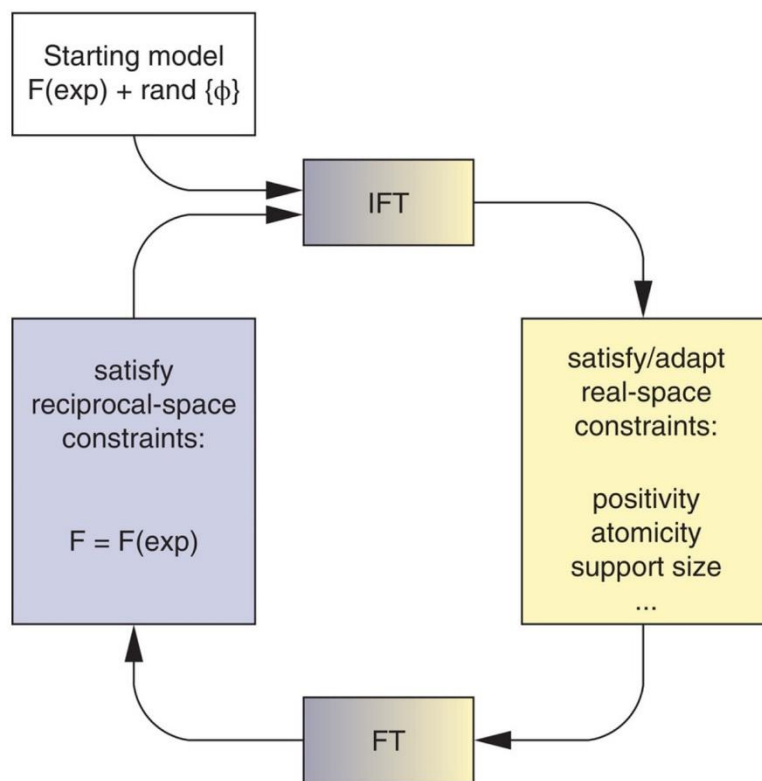 Starting model
F(exp) + rand {ϕ}
IFT
satisfy
reciprocal-space
constraints:
F = F(exp)
satisfy/adapt
real-space
constraints:
positivity
atomicity
support size
...
FT